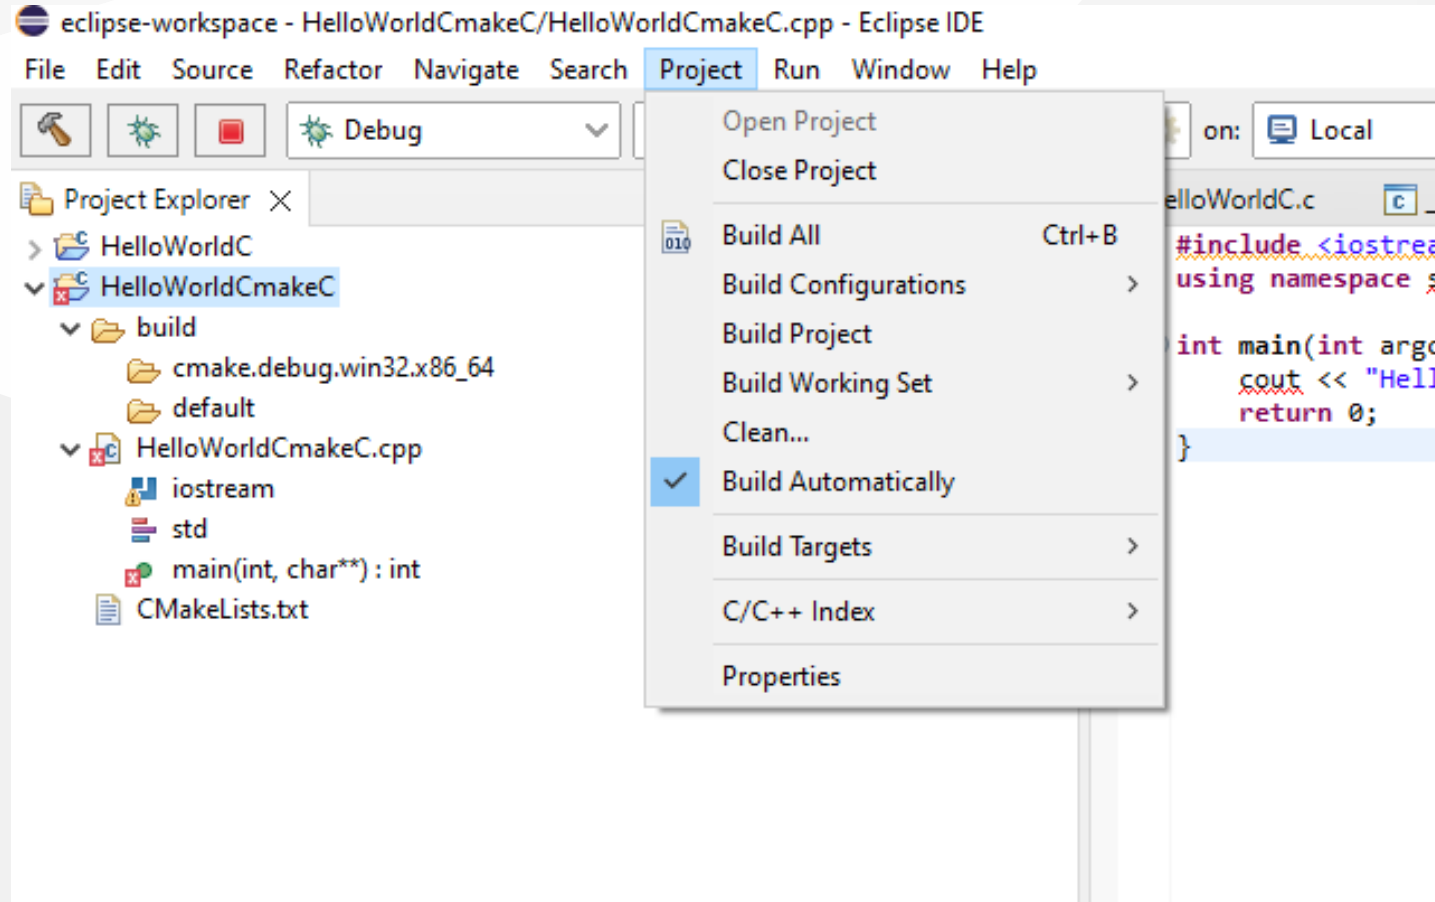 eclipse-workspace - HelloWorldCmakeC/HelloWorldCmakeC.cpp - Eclipse IDE
File Edit Source Refactor Navigate Search Project Run Window Help
Debug
on: Local
Project Explorer
HelloWorldC
HelloWorldCmakeC
build
cmake.debug.win32.x86_64
default
HelloWorldCmakeC.cpp
iostream
std
main(int, char**) : int
CMakeLists.txt
Open Project
Close Project
010
Build All Ctrl+B
Build Configurations
Build Project
Build Working Set
Clean...
Build Automatically
Build Targets
C/C++ Index
Properties
elloWorldC.c
#include <iostrea
using namespace
int main(int argc
cout << "Hell
return 0;
}